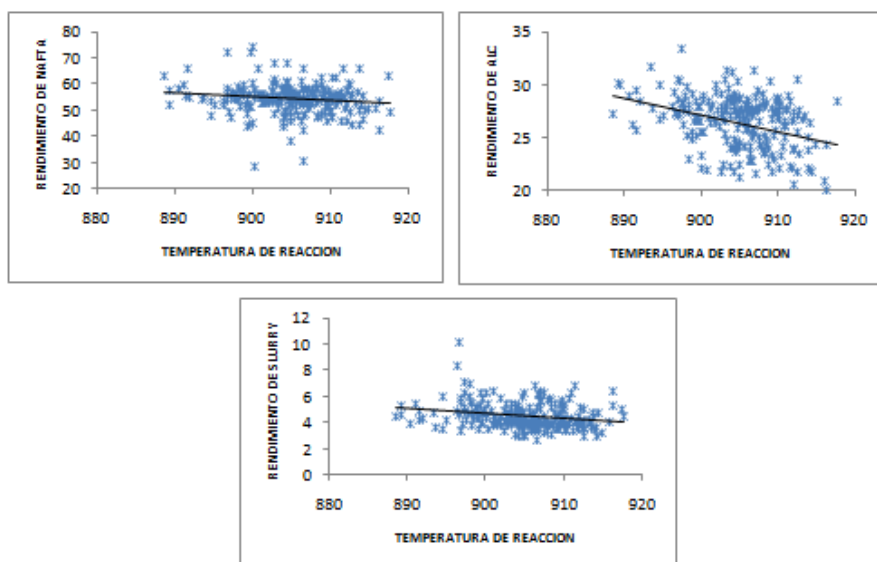 RENDIMIENTO DE NAFTA
80
70
60
50
40
30
20
880 890 900 910 920
TEMPERATURA DE REACCION
RENDIMIENTO DE ALC
35
30
25
20
880 890 900 910 920
TEMPERATURA DE REACCION
RENDIMIENTO DE SLURRY
12
10
8
6
4
2
0
880 890 900 910 920
TEMPERATURA DE REACCION